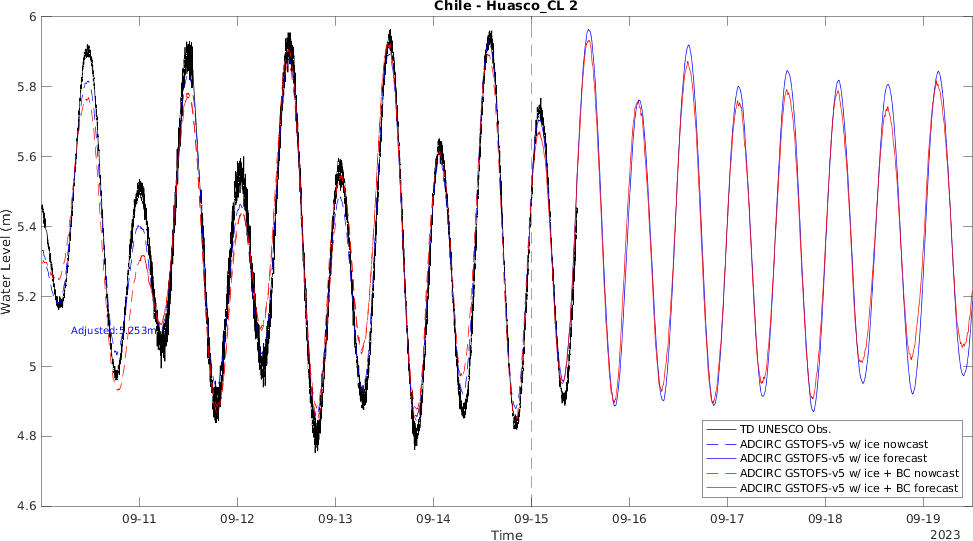 Chile - Huasco_CL 2
6
5.8
5.6
5.4
5.2
5
4.8
4.6
Water Level (m)
Adjusted:5.253m
09-11
09-12
09-13
09-14
09-15
09-16
09-17
09-18
09-19
Time
2023
TD UNESCO Obs.
ADCIRC GSTOFS-v5 w/ ice nowcast
ADCIRC GSTOFS-v5 w/ ice forecast
ADCIRC GSTOFS-v5 w/ ice + BC nowcast
ADCIRC GSTOFS-v5 w/ ice + BC forecast